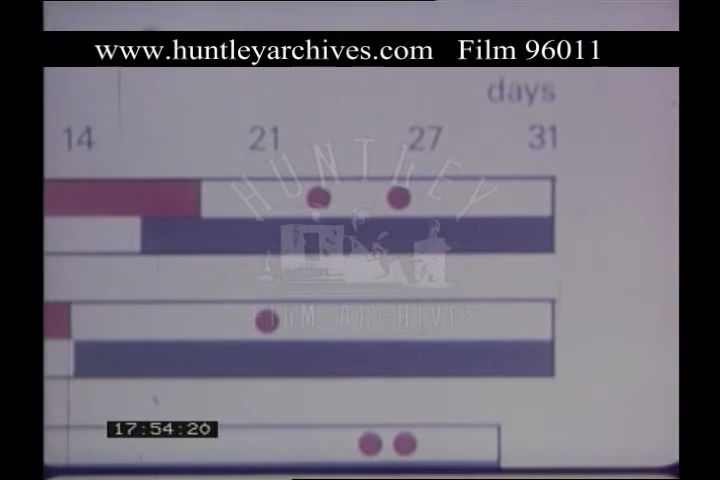 www.huntleyarchives.com Film 96011
days
14 21 27 31
HUNTLEY
FILM ARCHIVES
17:54:20